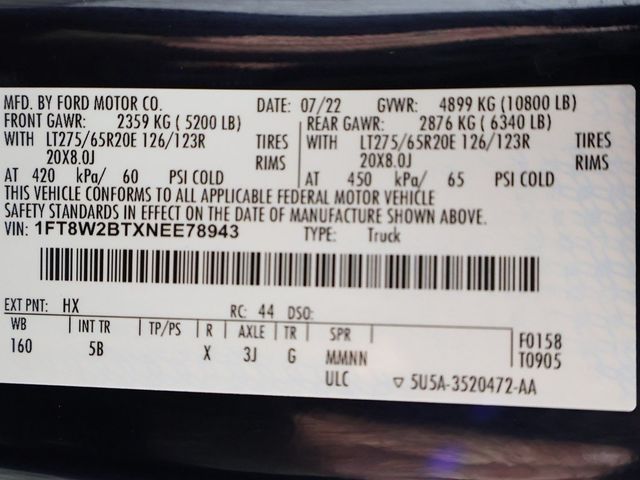 MFD. BY FORD MOTOR CO. DATE: 07/22 GVWR: 4899 KG (10800 LB)
FRONT GAWR: 2359 KG ( 5200 LB) REAR GAWR: 2876 KG ( 6340 LB)
WITH LT275/65R20E 126/123R TIRES WITH LT275/65R20E 126/123R TIRES
20X8.0J RIMS 20X8.0J RIMS
AT 420 kPa/ 60 PSI COLD AT 450 kPa/ 65 PSI COLD
THIS VEHICLE CONFORMS TO ALL APPLICABLE FEDERAL MOTOR VEHICLE
SAFETY STANDARDS IN EFFECT ON THE DATE OF MANUFACTURE SHOWN ABOVE.
VIN: 1FT8W2BTXNEE78943 TYPE: Truck
EXT PNT: HX RC: 44 DSO:
WB INT TR TP/PS R AXLE TR SPR F0158
160 5B X 3J G MMNN T0905
ULC ▽ 5U5A-3520472-AA